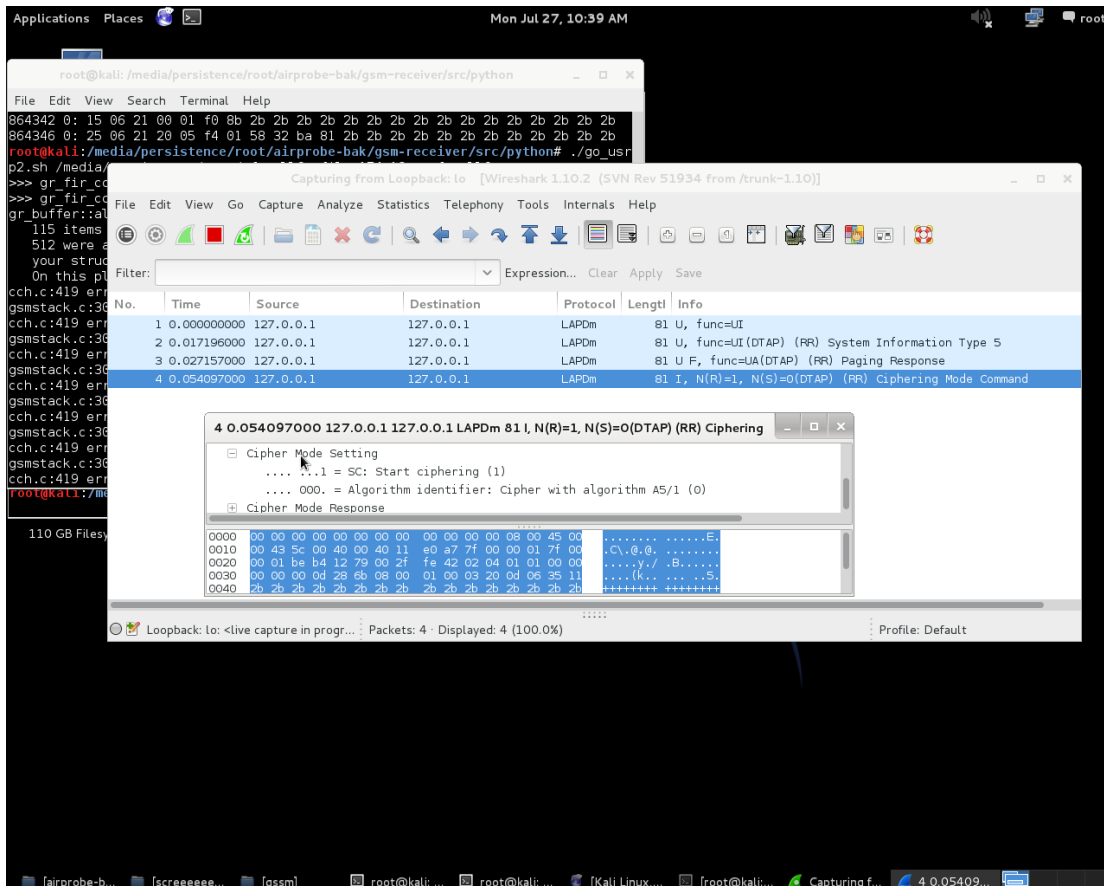 Applications Places Mon Jul 27, 10:39 AM root
root@kali: /media/persistence/root/airprobe-bak/gsm-receiver/src/python
File Edit View Search Terminal Help
864342 0: 15 06 21 00 01 f0 8b 2b 2b 2b 2b 2b 2b 2b 2b 2b 2b 2b 2b 2b 2b 2b 2b
864346 0: 25 06 21 20 05 f4 01 58 32 ba 81 2b 2b 2b 2b 2b 2b 2b 2b 2b 2b 2b 2b
root@kali:/media/persistence/root/airprobe-bak/gsm-receiver/src/python# ./go_usr
p2.sh /media/
>>> gr_fir_cc
>>> gr_fir_cc
gr_buffer::al
115 items
512 were a
your struc
On this pl
cch.c:419 err
gsmstack.c:30
cch.c:419 err
gsmstack.c:30
cch.c:419 err
gsmstack.c:30
cch.c:419 err
gsmstack.c:30
cch.c:419 err
gsmstack.c:30
cch.c:419 err
gsmstack.c:30
cch.c:419 err
root@kali:/me
110 GB Filesy
Capturing from Loopback: lo [Wireshark 1.10.2 (SVN Rev 51934 from /trunk-1.10)]
File Edit View Go Capture Analyze Statistics Telephony Tools Internals Help
Filter: Expression... Clear Apply Save
No. Time Source Destination Protocol Lengtl Info
1 0.000000000 127.0.0.1 127.0.0.1 LAPDm 81 U, func=UI
2 0.017196000 127.0.0.1 127.0.0.1 LAPDm 81 U, func=UI(DTAP) (RR) System Information Type 5
3 0.027157000 127.0.0.1 127.0.0.1 LAPDm 81 U F, func=UA(DTAP) (RR) Paging Response
4 0.054097000 127.0.0.1 127.0.0.1 LAPDm 81 I, N(R)=1, N(S)=0(DTAP) (RR) Ciphering Mode Command
4 0.054097000 127.0.0.1 127.0.0.1 LAPDm 81 I, N(R)=1, N(S)=0(DTAP) (RR) Ciphering
Cipher Mode Setting
.... ...1 = SC: Start ciphering (1)
.... 000. = Algorithm identifier: Cipher with algorithm A5/1 (0)
Cipher Mode Response
0000 00 00 00 00 00 00 00 00 00 00 00 00 08 00 45 00 ........ ......E.
0010 00 43 5c 00 40 00 40 11 e0 a7 7f 00 00 01 7f 00 .C\.@.@. ........
0020 00 01 be b4 12 79 00 2f fe 42 02 04 01 01 00 00 .....y./ .B......
0030 00 00 00 0d 28 6b 08 00 01 00 03 20 0d 06 35 11 ....(k.. ... ..5.
0040 2b 2b 2b 2b 2b 2b 2b 2b 2b 2b 2b 2b 2b 2b 2b 2b ++++++++ ++++++++
Loopback: lo: <live capture in progr... Packets: 4 · Displayed: 4 (100.0%) Profile: Default
[airprobe-b... [screeeeee... [gssm] root@kali: ... root@kali: ... [Kali Linux,... [root@kali:... Capturing f... 4 0.05409...